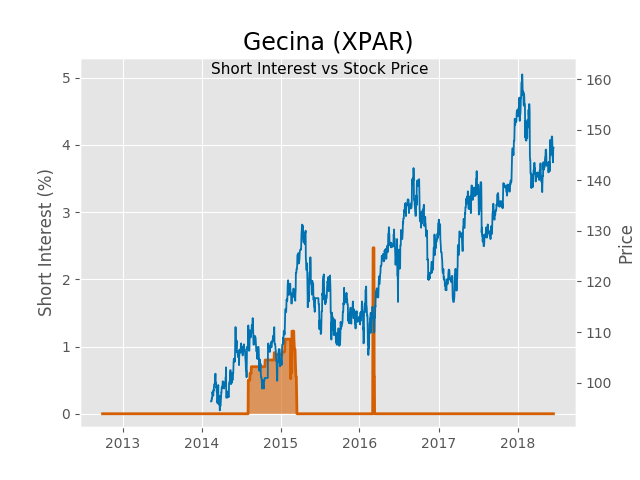 Gecina (XPAR)
Short Interest vs Stock Price
Short Interest (%)
5
4
3
2
1
0
160
150
140
130
120
110
100
Price
2013 2014 2015 2016 2017 2018